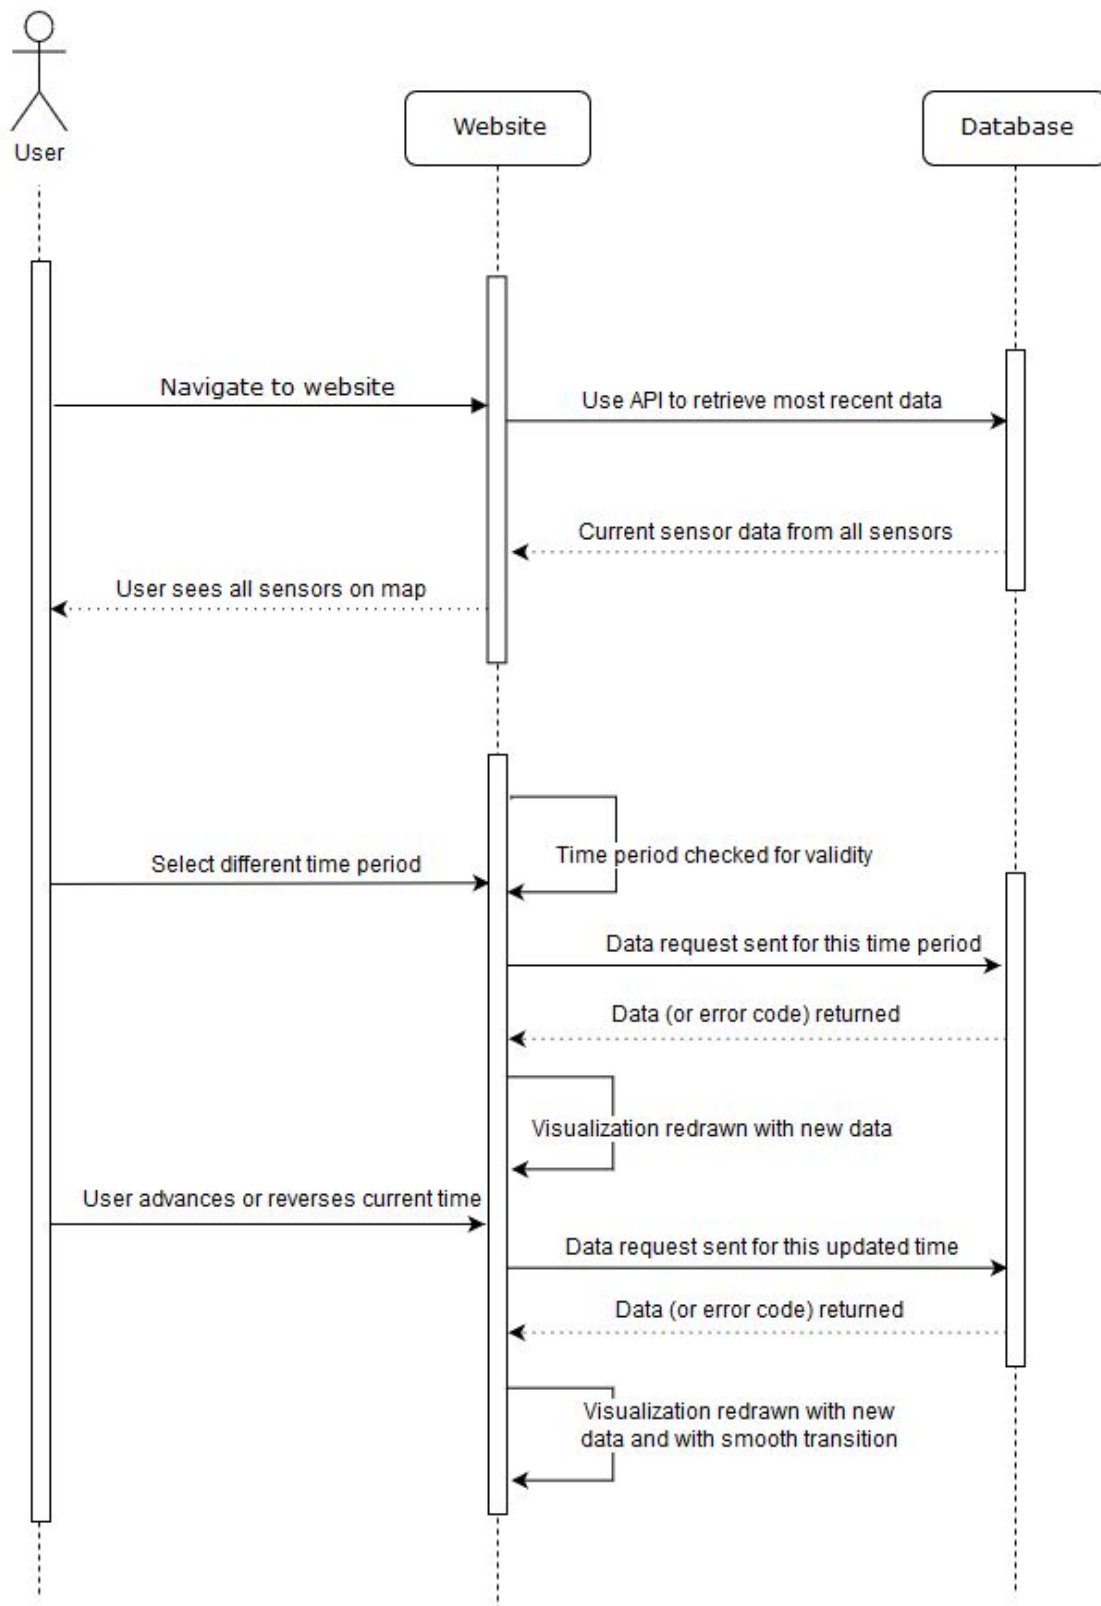 User
Website
Database
Navigate to website
Use API to retrieve most recent data
Current sensor data from all sensors
User sees all sensors on map
Time period checked for validity
Select different time period
Data request sent for this time period
Data (or error code) returned
Visualization redrawn with new data
User advances or reverses current time
Data request sent for this updated time
Data (or error code) returned
Visualization redrawn with new
data and with smooth transition